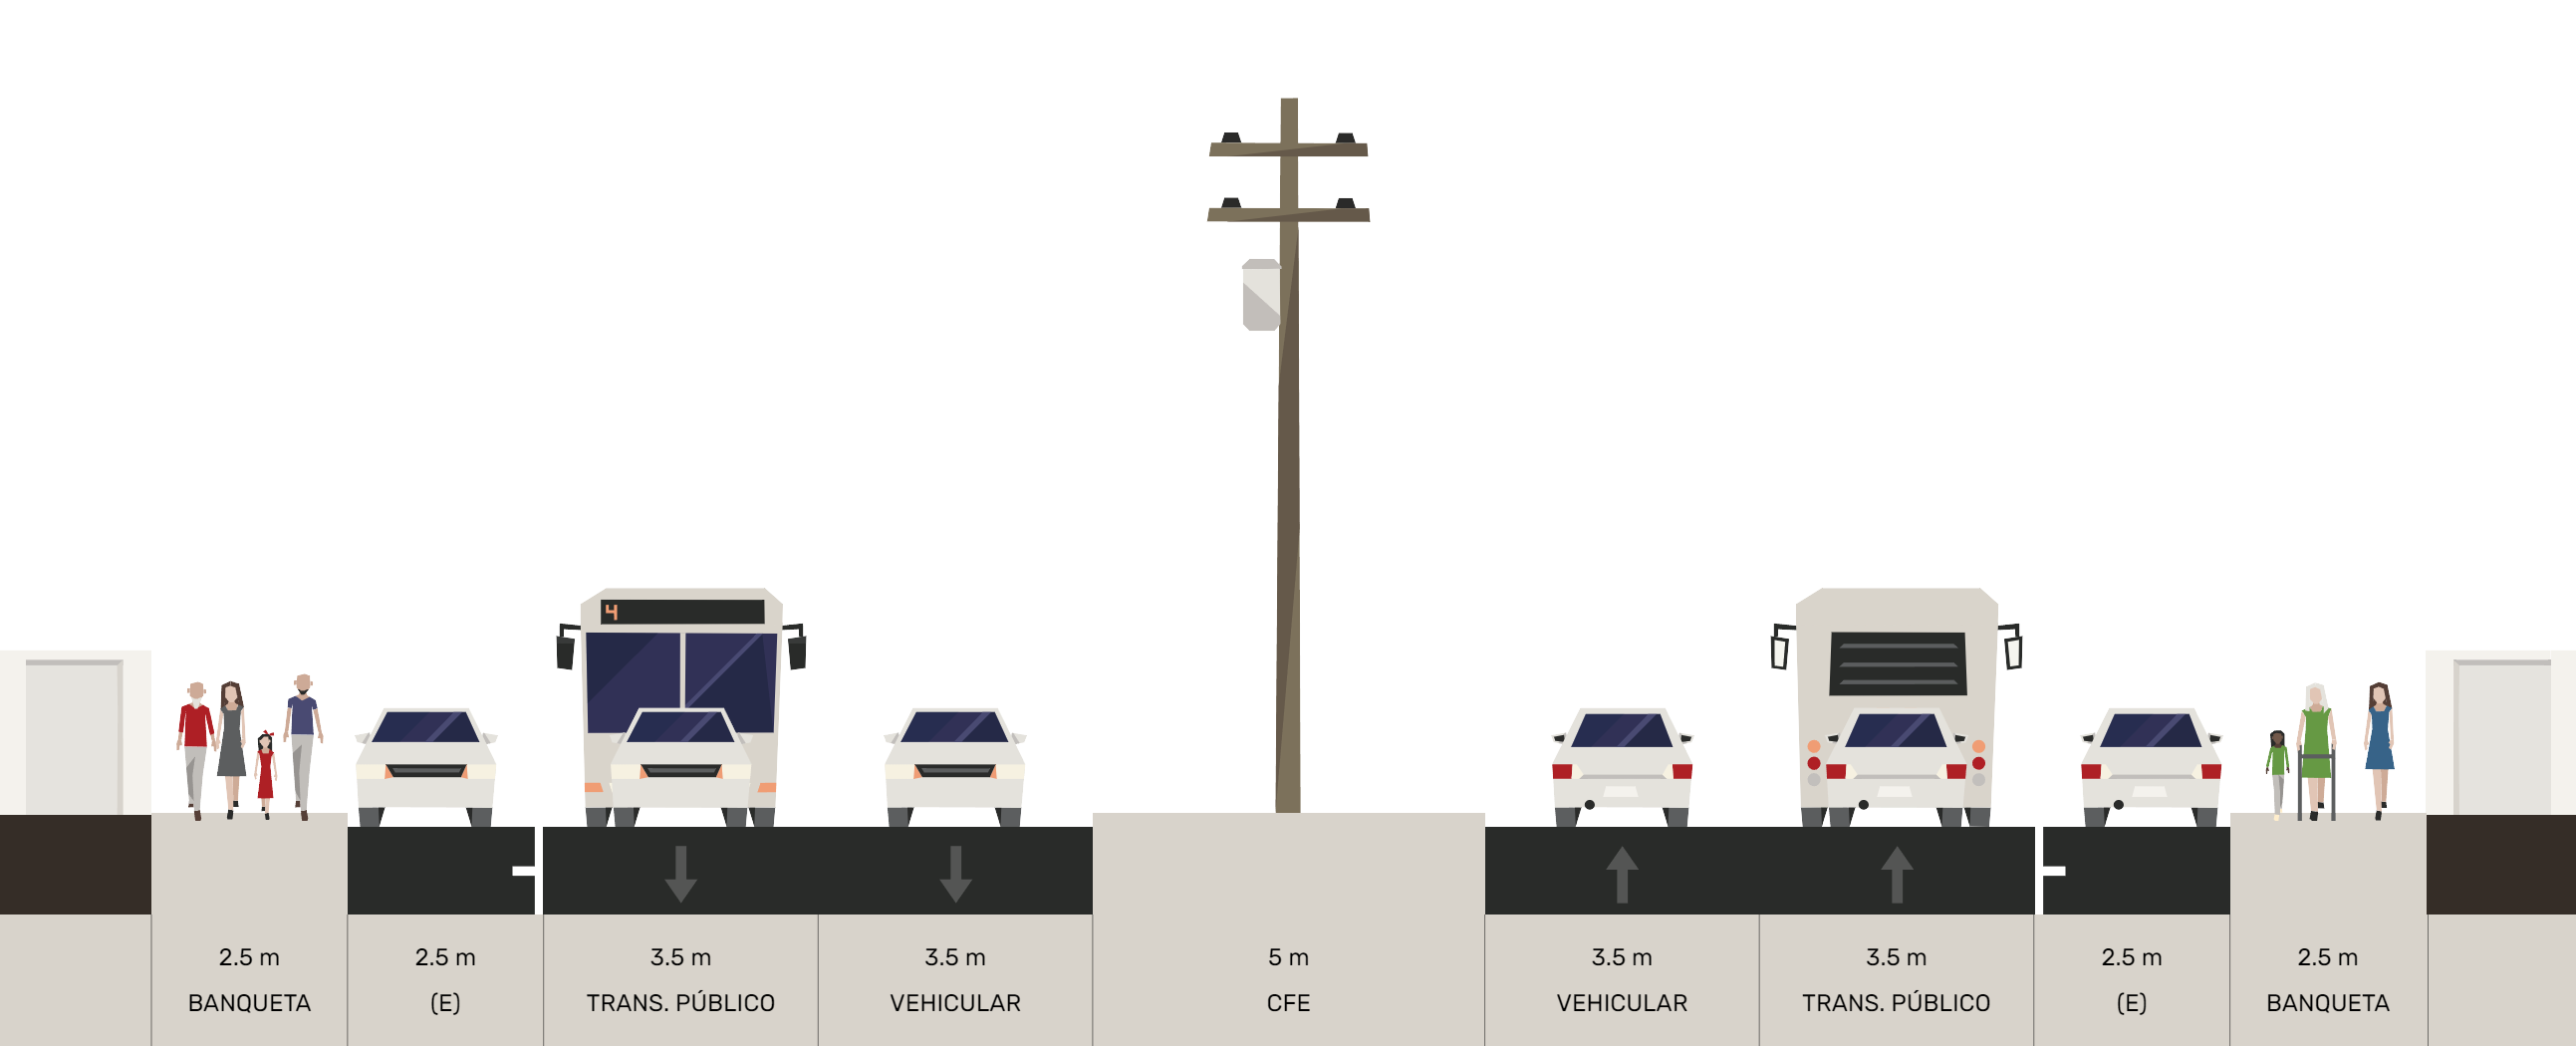 4
2.5 m
BANQUETA
2.5 m
(E)
3.5 m
TRANS. PÚBLICO
3.5 m
VEHICULAR
5 m
CFE
3.5 m
VEHICULAR
3.5 m
TRANS. PÚBLICO
2.5 m
(E)
2.5 m
BANQUETA